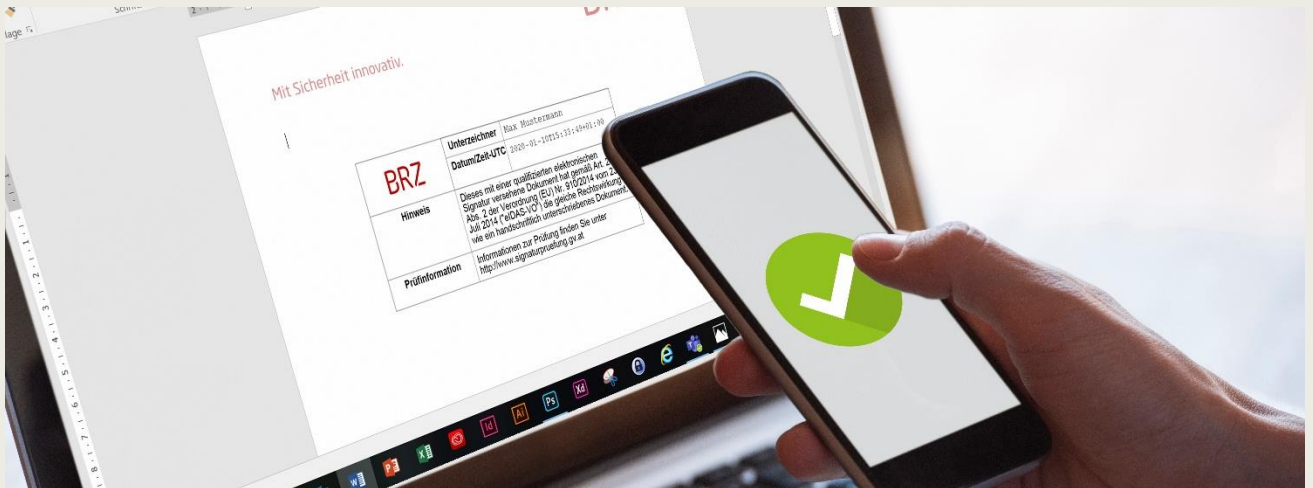 Mit Sicherheit innovativ.
BRZ
Unterzeichner Max Mustermann
Datum/Zeit-UTC 2020-01-10T15:33:49+01:00
Hinweis
Dieses mit einer qualifizierten elektronischen
Signatur versehene Dokument hat gemäß Art.
Abs. 2 der Verordnung (EU) Nr. 910/2014 vom
Juli 2014 ("eIDAS-VO") die gleiche Rechtswirkung
wie ein handschriftlich unterschriebenes Dokument.
Prüfinformation
Informationen zur Prüfung finden Sie unter
http://www.signaturpruefung.gv.at